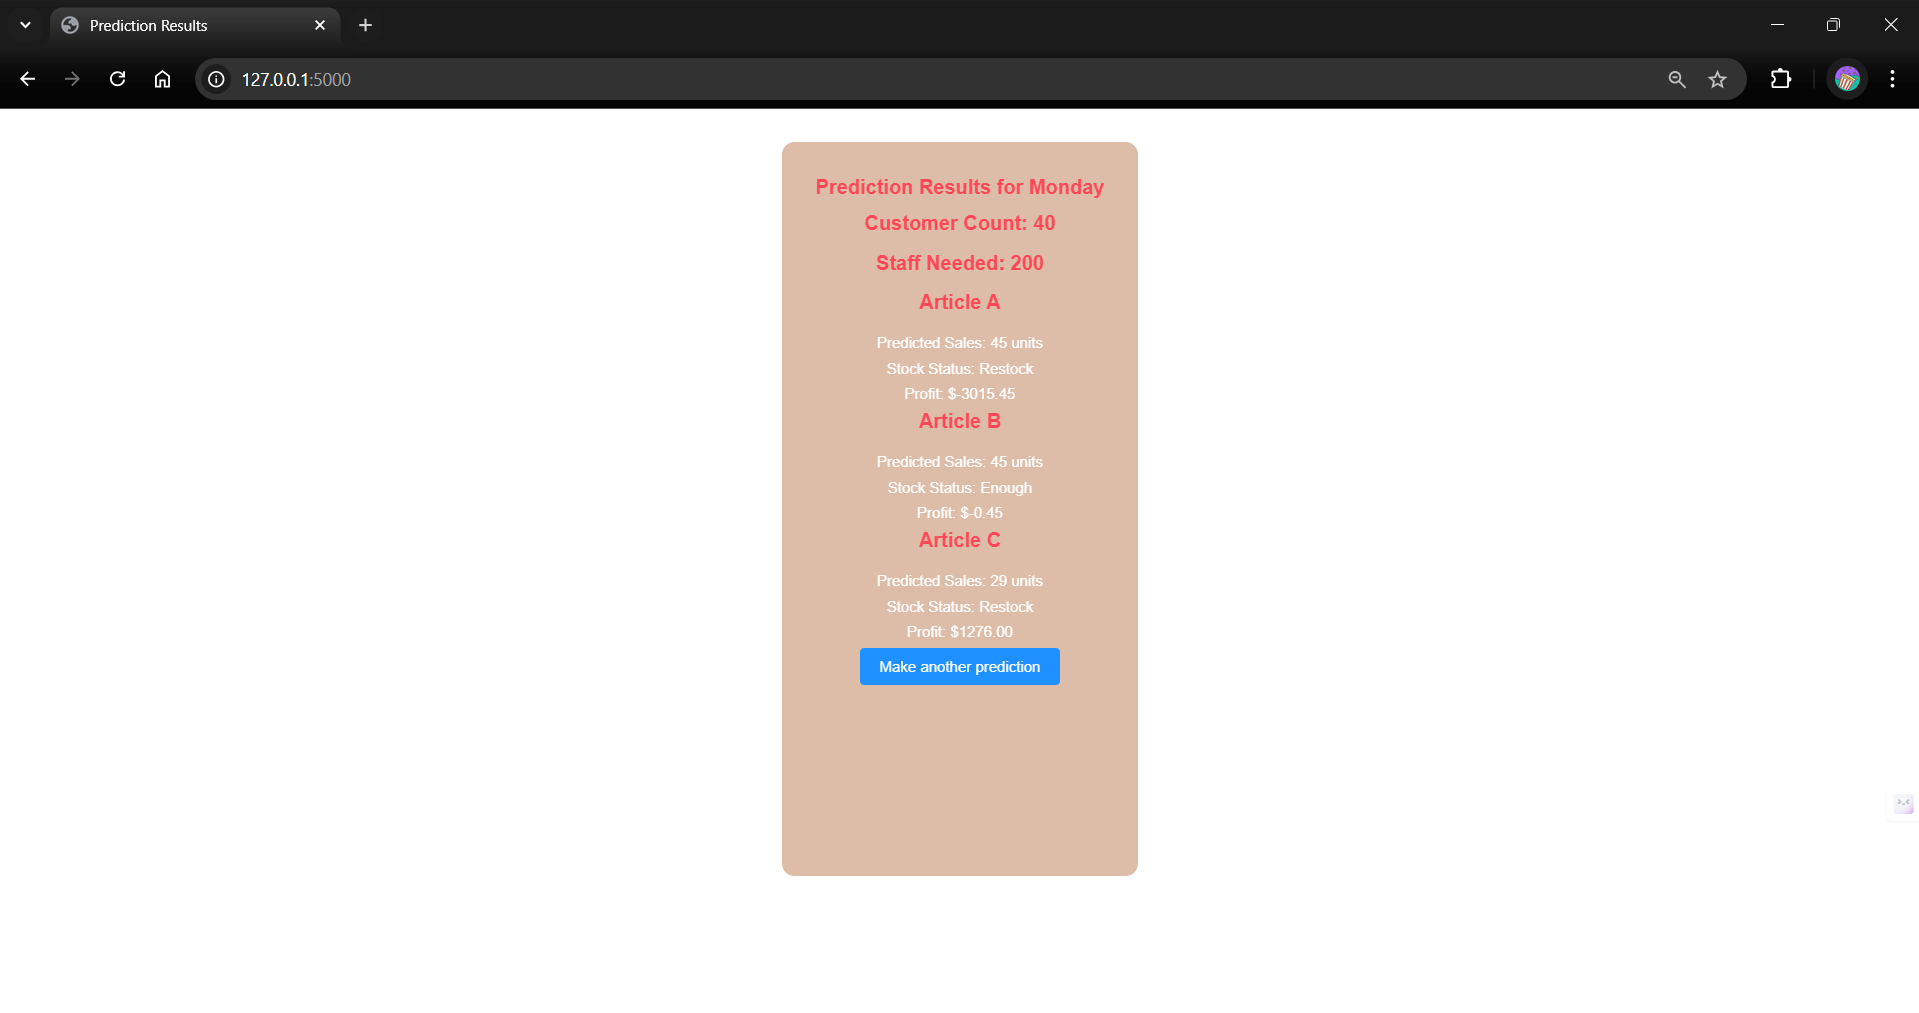 Prediction Results
127.0.0.1:5000
Prediction Results for Monday
Customer Count: 40
Staff Needed: 200
Article A
Predicted Sales: 45 units
Stock Status: Restock
Profit: $-3015.45
Article B
Predicted Sales: 45 units
Stock Status: Enough
Profit: $-0.45
Article C
Predicted Sales: 29 units
Stock Status: Restock
Profit: $1276.00
Make another prediction